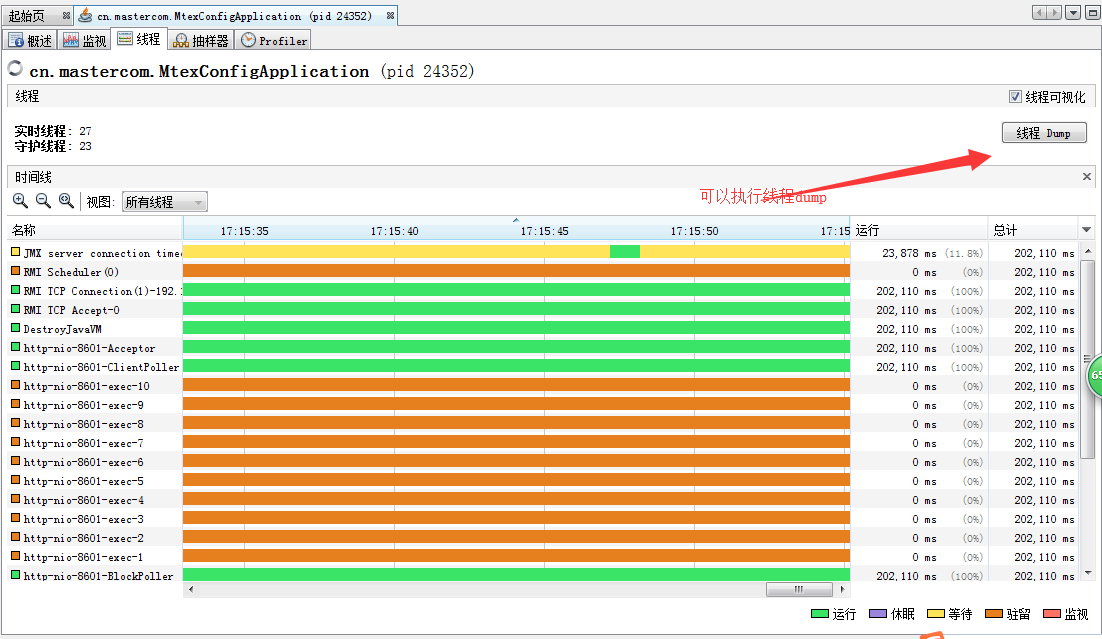 起始页 cn.mastercom.MtexConfigApplication (pid 24352)
概述 监视 线程 抽样器 Profiler
cn.mastercom.MtexConfigApplication (pid 24352)
线程 线程可视化
实时线程: 27
守护线程: 23
线程 Dump
时间线
可以执行线程dump
视图: 所有线程
名称 17:15:35 17:15:40 17:15:45 17:15:50 17:15 运行 总计
JMX server connection time 23,878 ms (11.8%) 202,110 ms
RMI Scheduler(0) 0 ms (0%) 202,110 ms
RMI TCP Connection(1)-192. 202,110 ms (100%) 202,110 ms
RMI TCP Accept-0 202,110 ms (100%) 202,110 ms
DestroyJavaVM 202,110 ms (100%) 202,110 ms
http-nio-8601-Acceptor 202,110 ms (100%) 202,110 ms
http-nio-8601-ClientPoller 202,110 ms (100%) 202,110 ms
http-nio-8601-exec-10 0 ms (0%) 202,110 ms
http-nio-8601-exec-9 0 ms (0%) 202,110 ms
http-nio-8601-exec-8 0 ms (0%) 202,110 ms
http-nio-8601-exec-7 0 ms (0%) 202,110 ms
http-nio-8601-exec-6 0 ms (0%) 202,110 ms
http-nio-8601-exec-5 0 ms (0%) 202,110 ms
http-nio-8601-exec-4 0 ms (0%) 202,110 ms
http-nio-8601-exec-3 0 ms (0%) 202,110 ms
http-nio-8601-exec-2 0 ms (0%) 202,110 ms
http-nio-8601-exec-1 0 ms (0%) 202,110 ms
http-nio-8601-BlockPoller 202,110 ms (100%) 202,110 ms
运行 休眠 等待 驻留 监视